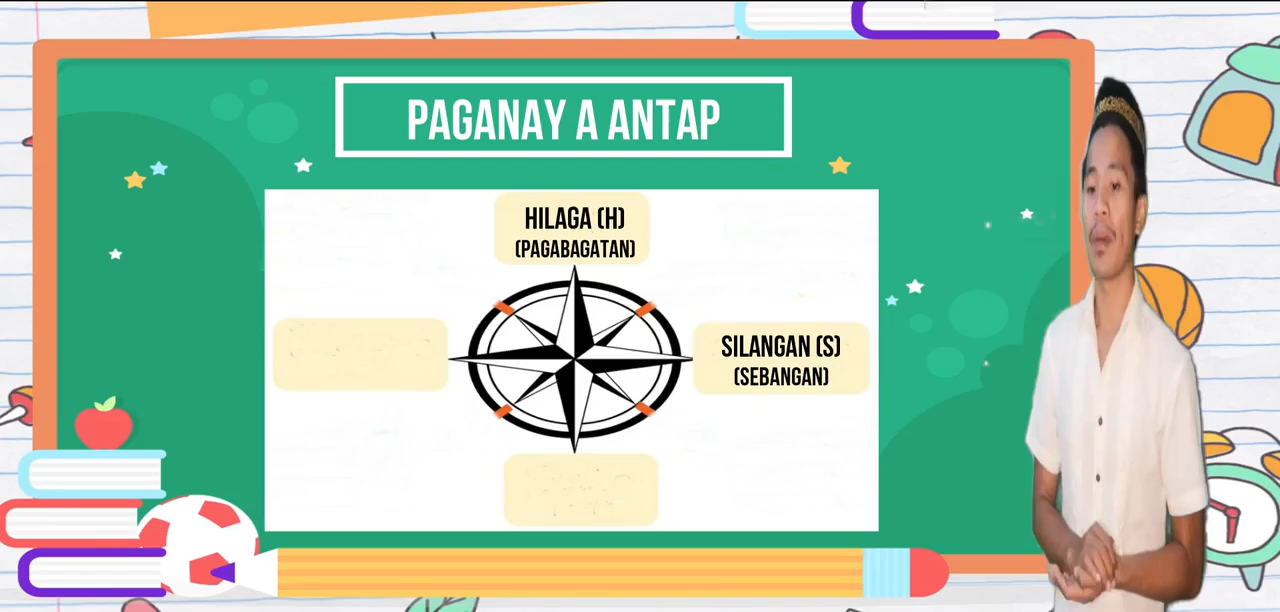 PAGANAY A ANTAP
HILAGA (H)
(PAGABAGATAN)
SILANGAN (S)
(SEBANGAN)